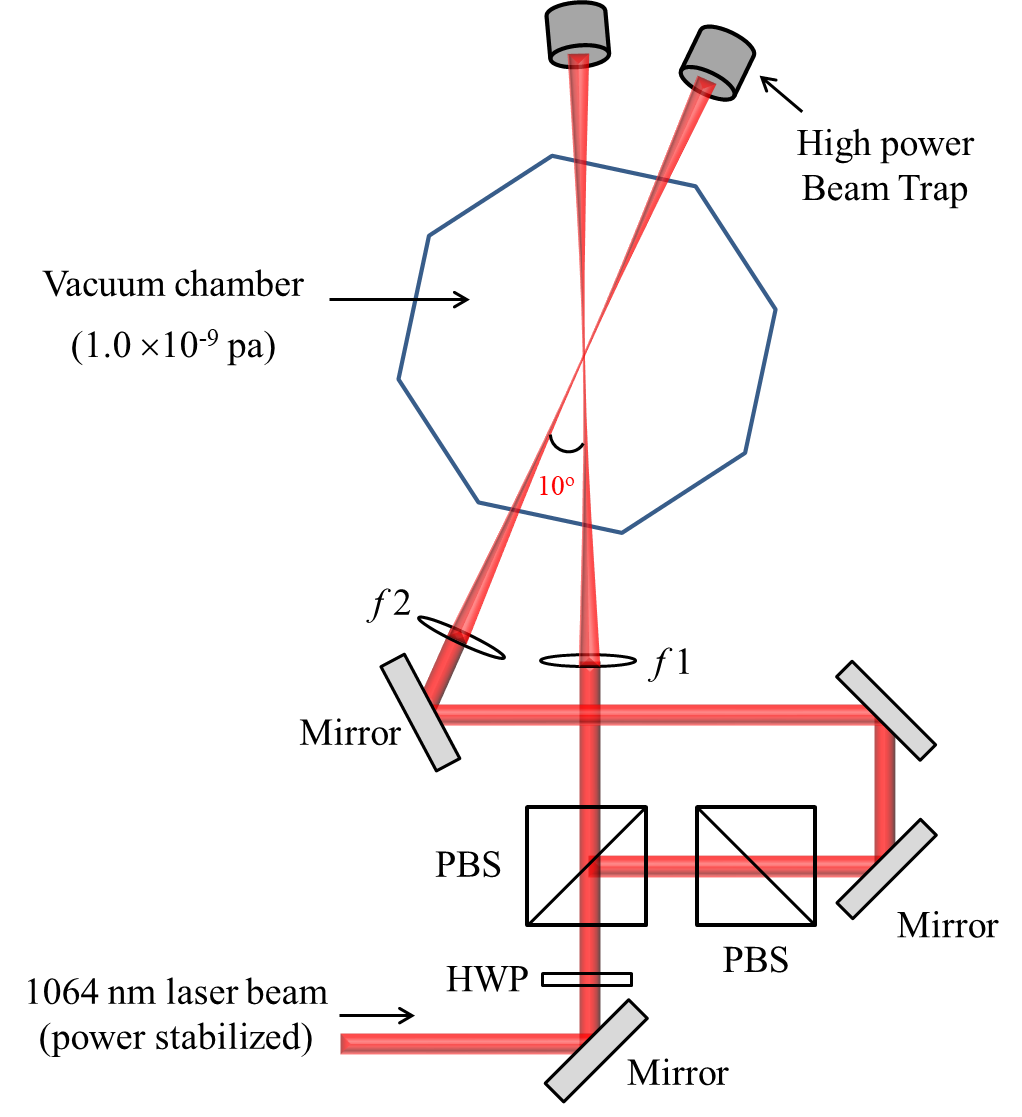 High power
Beam Trap
Vacuum chamber
(1.0 ×10⁻⁹ pa)
10°
f2
f1
Mirror
PBS
Mirror
PBS
HWP
1064 nm laser beam
(power stabilized)
Mirror